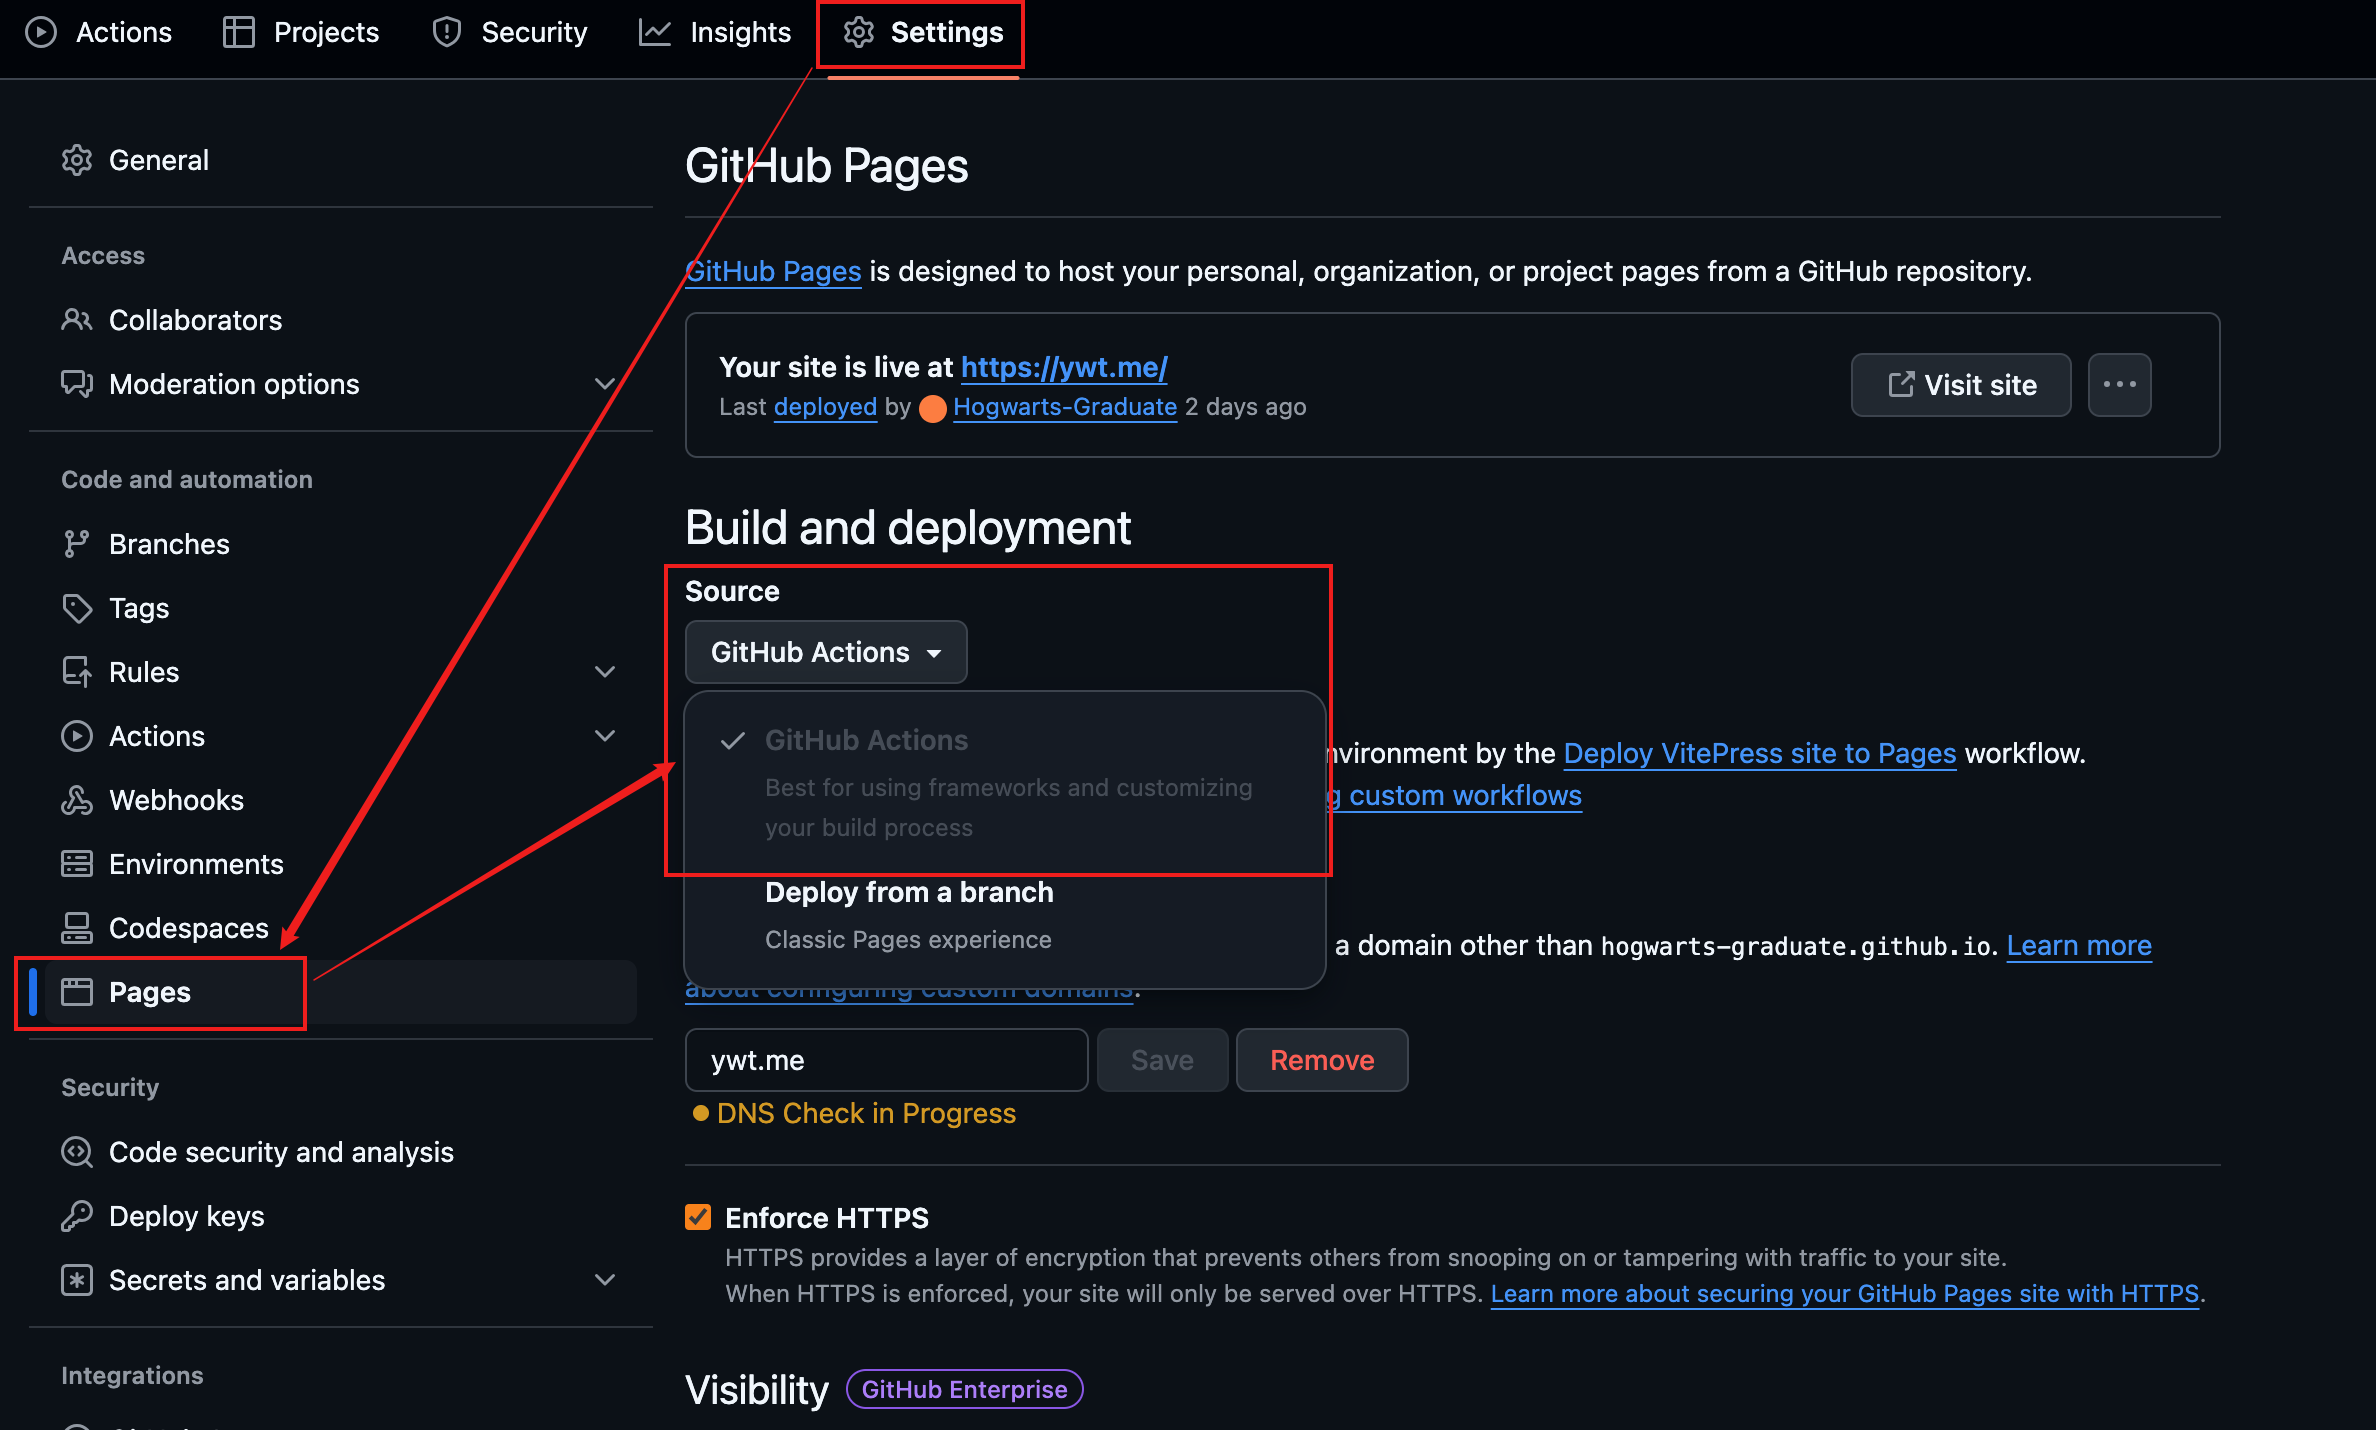 Actions
Projects
Security
Insights
Settings
General
Access
Collaborators
Moderation options
Code and automation
Branches
Tags
Rules
Actions
Webhooks
Environments
Codespaces
Pages
Security
Code security and analysis
Deploy keys
Secrets and variables
Integrations
GitHub Pages
GitHub Pages is designed to host your personal, organization, or project pages from a GitHub repository.
Your site is live at https://ywt.me/
Last deployed by Hogwarts-Graduate 2 days ago
Visit site
Build and deployment
Source
GitHub Actions
GitHub Actions
Best for using frameworks and customizing
your build process
Deploy from a branch
Classic Pages experience
nvironment by the Deploy VitePress site to Pages workflow.
g custom workflows
a domain other than hogwarts-graduate.github.io. Learn more
about configuring custom domains.
ywt.me
Save
Remove
DNS Check in Progress
Enforce HTTPS
HTTPS provides a layer of encryption that prevents others from snooping on or tampering with traffic to your site.
When HTTPS is enforced, your site will only be served over HTTPS. Learn more about securing your GitHub Pages site with HTTPS.
Visibility
GitHub Enterprise